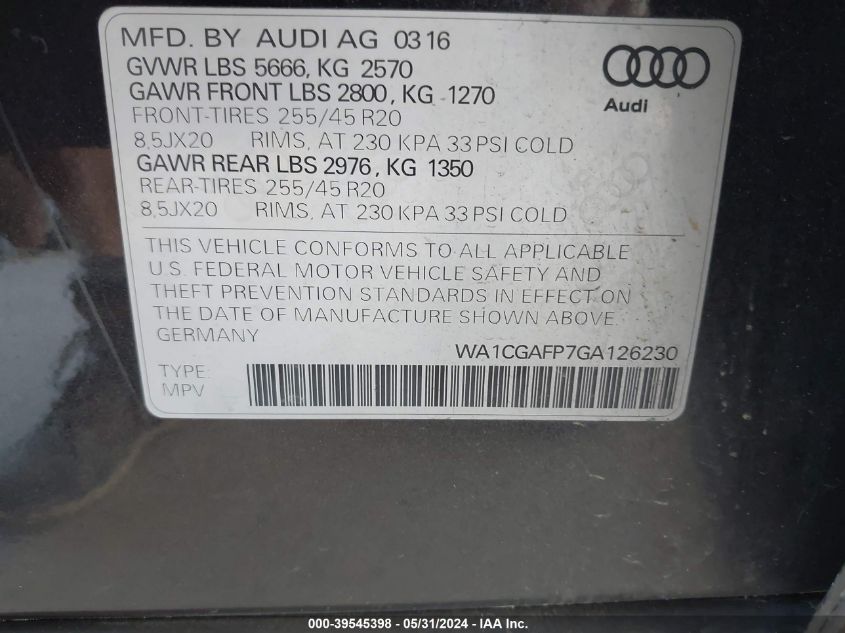 MFD. BY AUDI AG 03 16
GVWR LBS 5666, KG 2570
GAWR FRONT LBS 2800, KG 1270
FRONT-TIRES 255/45 R20
8,5JX20 RIMS, AT 230 KPA 33 PSI COLD
GAWR REAR LBS 2976, KG 1350
REAR-TIRES 255/45 R20
8,5JX20 RIMS, AT 230 KPA 33 PSI COLD
Audi
THIS VEHICLE CONFORMS TO ALL APPLICABLE
U.S. FEDERAL MOTOR VEHICLE SAFETY AND
THEFT PREVENTION STANDARDS IN EFFECT ON
THE DATE OF MANUFACTURE SHOWN ABOVE.
GERMANY
WA1CGAFP7GA126230
TYPE:
MPV
000-39545398 - 05/31/2024 - WWW.IAAI.COM.